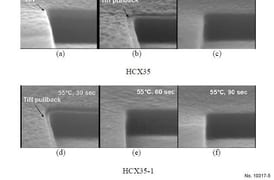 Tiff pullback
(a) (b) (c)
HCX35
55°C, 30 sec 55°C, 60 sec 55°C, 90 sec
Tiff pullback
(d) (e) (f)
HCX35-1
No. 10317-5